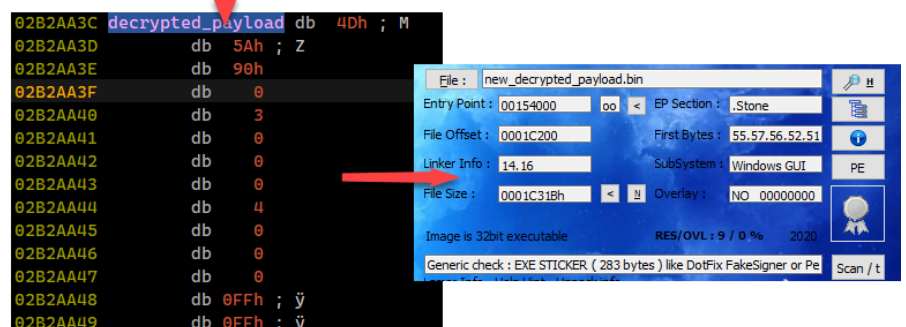 02B2AA3C decrypted_payload db 4Dh ; M
02B2AA3D db 5Ah ; Z
02B2AA3E db 90h
02B2AA3F db 0
02B2AA40 db 3
02B2AA41 db 0
02B2AA42 db 0
02B2AA43 db 0
02B2AA44 db 4
02B2AA45 db 0
02B2AA46 db 0
02B2AA47 db 0
02B2AA48 db 0FFh ; ÿ
02B2AA49 db 0FFh ; ÿ
File : new_decrypted_payload.bin H
Entry Point : 00154000 oo < EP Section : .Stone
File Offset : 0001C200 First Bytes : 55.57.56.52.51
Linker Info : 14.16 SubSystem : Windows GUI PE
File Size : 0001C31Bh < N Overlay : NO 00000000
Image is 32bit executable RES/OVL : 9 / 0 % 2020
Generic check : EXE STICKER ( 283 bytes ) like DotFix FakeSigner or Pe Scan / t